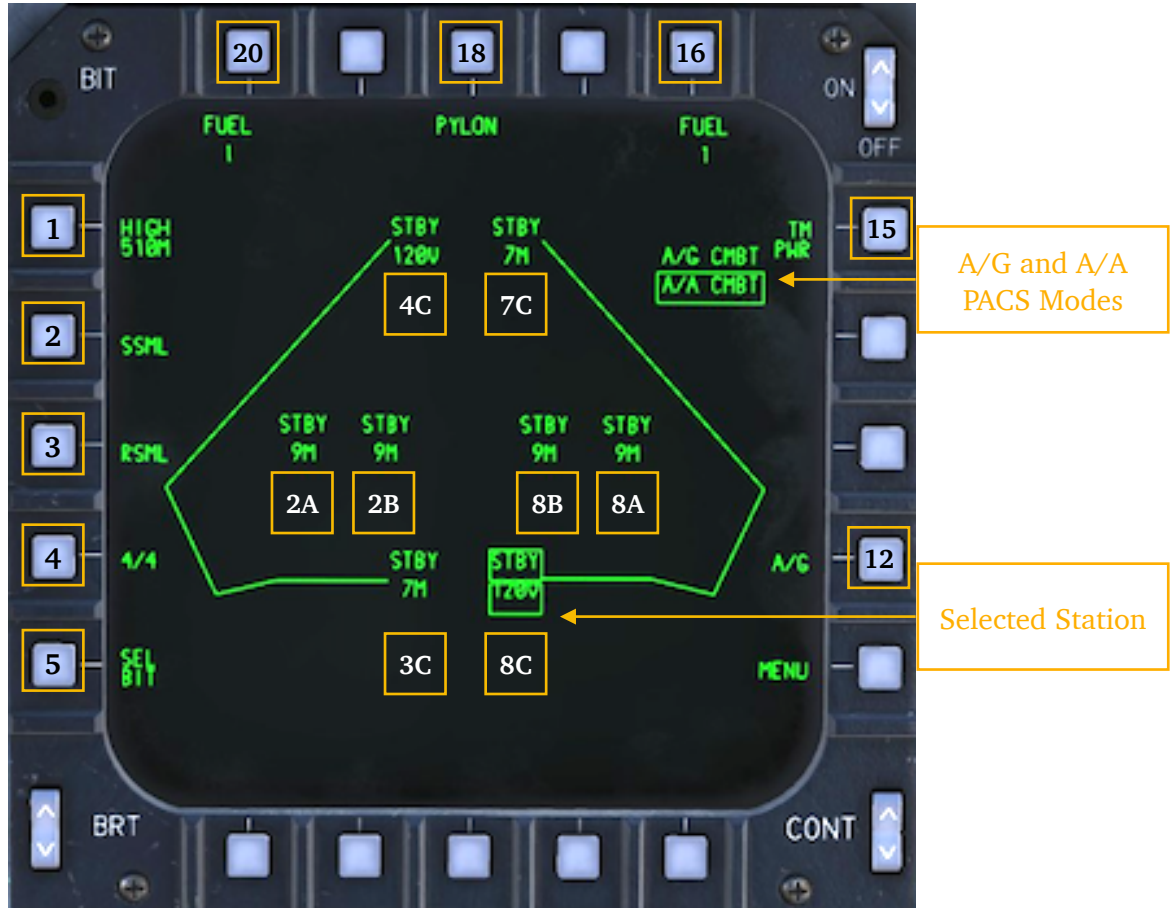 20
18
16
BIT
ON
OFF
FUEL
1
PYLON
FUEL
1
1
HIGH
510M
STBY
120V
STBY
7M
TM
PWR
15
A/G CMBT
A/A CMBT
A/G and A/A
PACS Modes
4C
7C
2
SSML
3
RSML
STBY
9M
STBY
9M
STBY
9M
STBY
9M
2A
2B
8B
8A
4
4/4
STBY
7M
STBY
120V
A/G
12
Selected Station
5
SEL
BIT
3C
8C
MENU
BRT
CONT